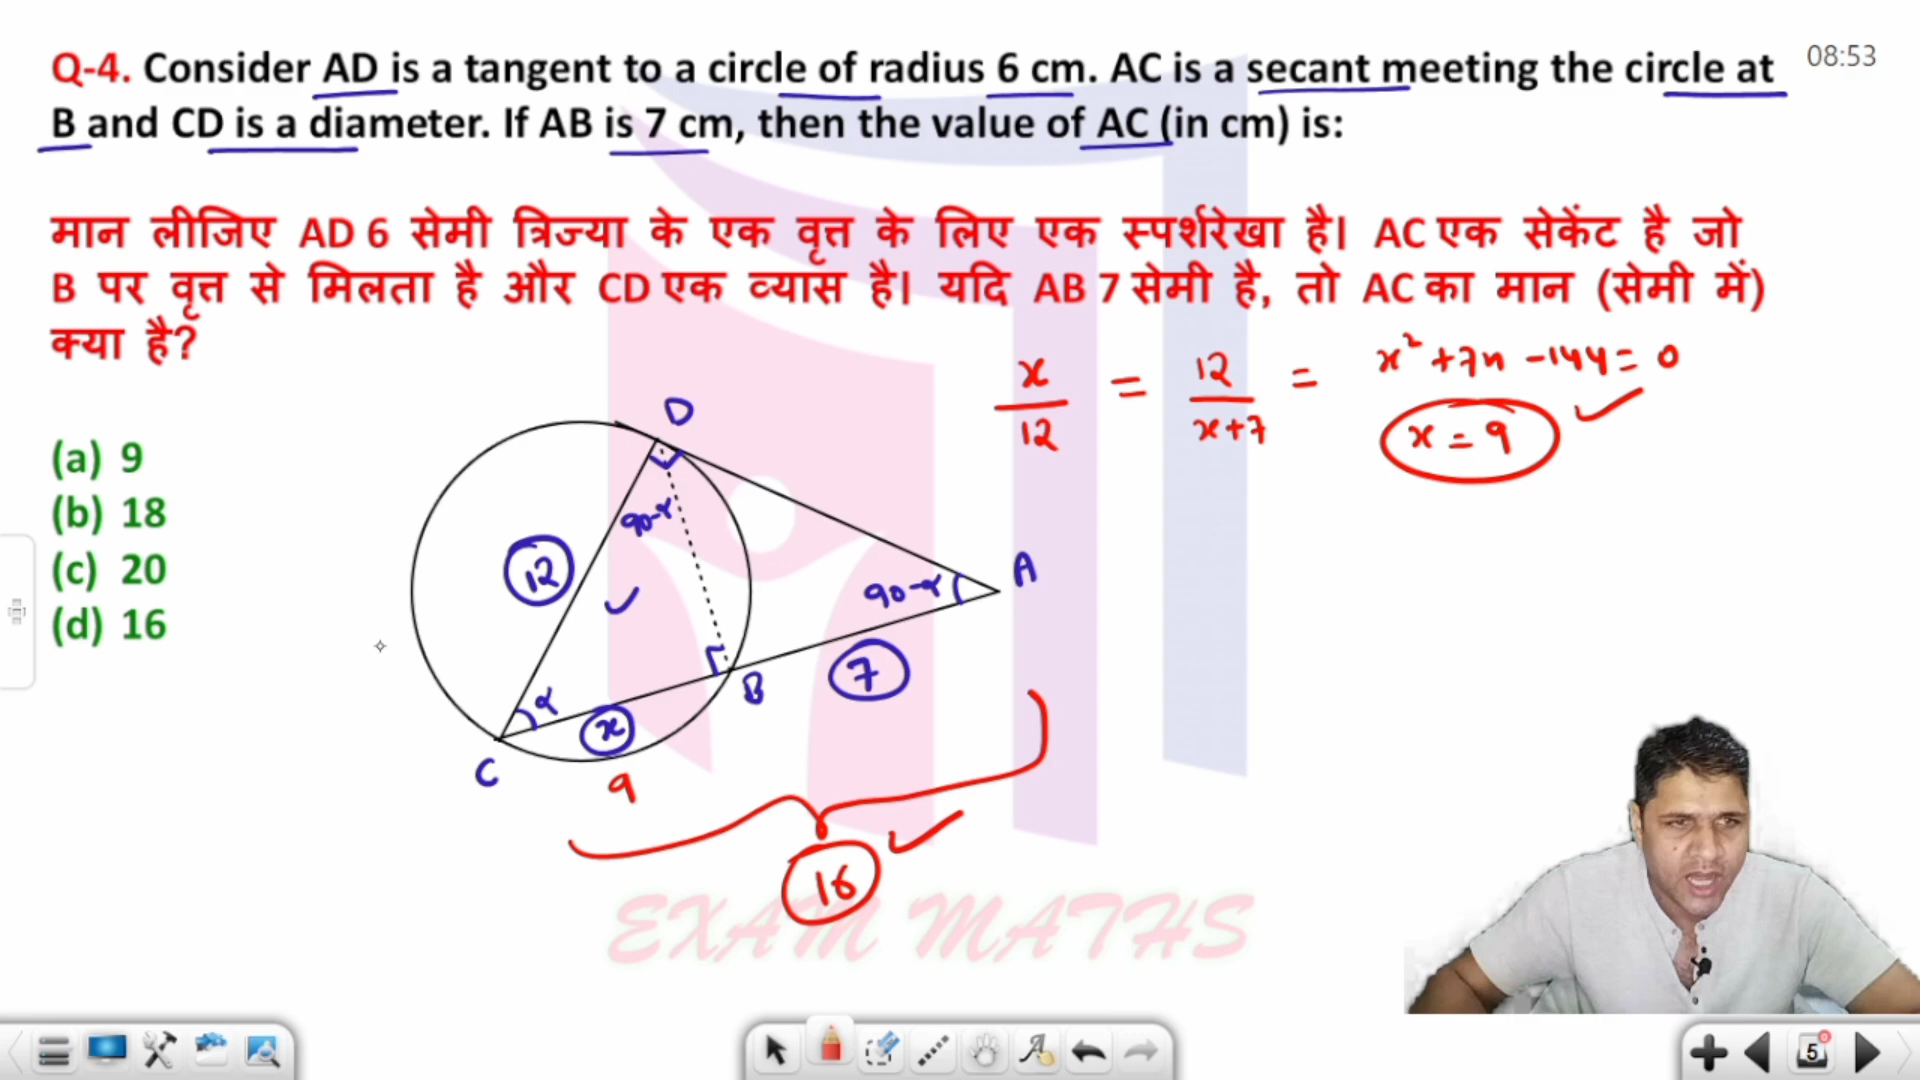 Q-4. Consider AD is a tangent to a circle of radius 6 cm. AC is a secant meeting the circle at
B and CD is a diameter. If AB is 7 cm, then the value of AC (in cm) is:
08:53
मान लीजिए AD 6 सेमी त्रिज्या के एक वृत्त के लिए एक स्पर्शरेखा है। AC एक सेकेंट है जो
B पर वृत्त से मिलता है और CD एक व्यास है। यदि AB 7 सेमी है, तो AC का मान (सेमी में)
क्या है?
x/12 = 12/x+7 = x² + 7x - 144 = 0
x = 9
(a) 9
(b) 18
(c) 20
(d) 16
D
90-α
12
A
90-α
7
B
α
x
C
9
16
EXAM MATHS
5
0